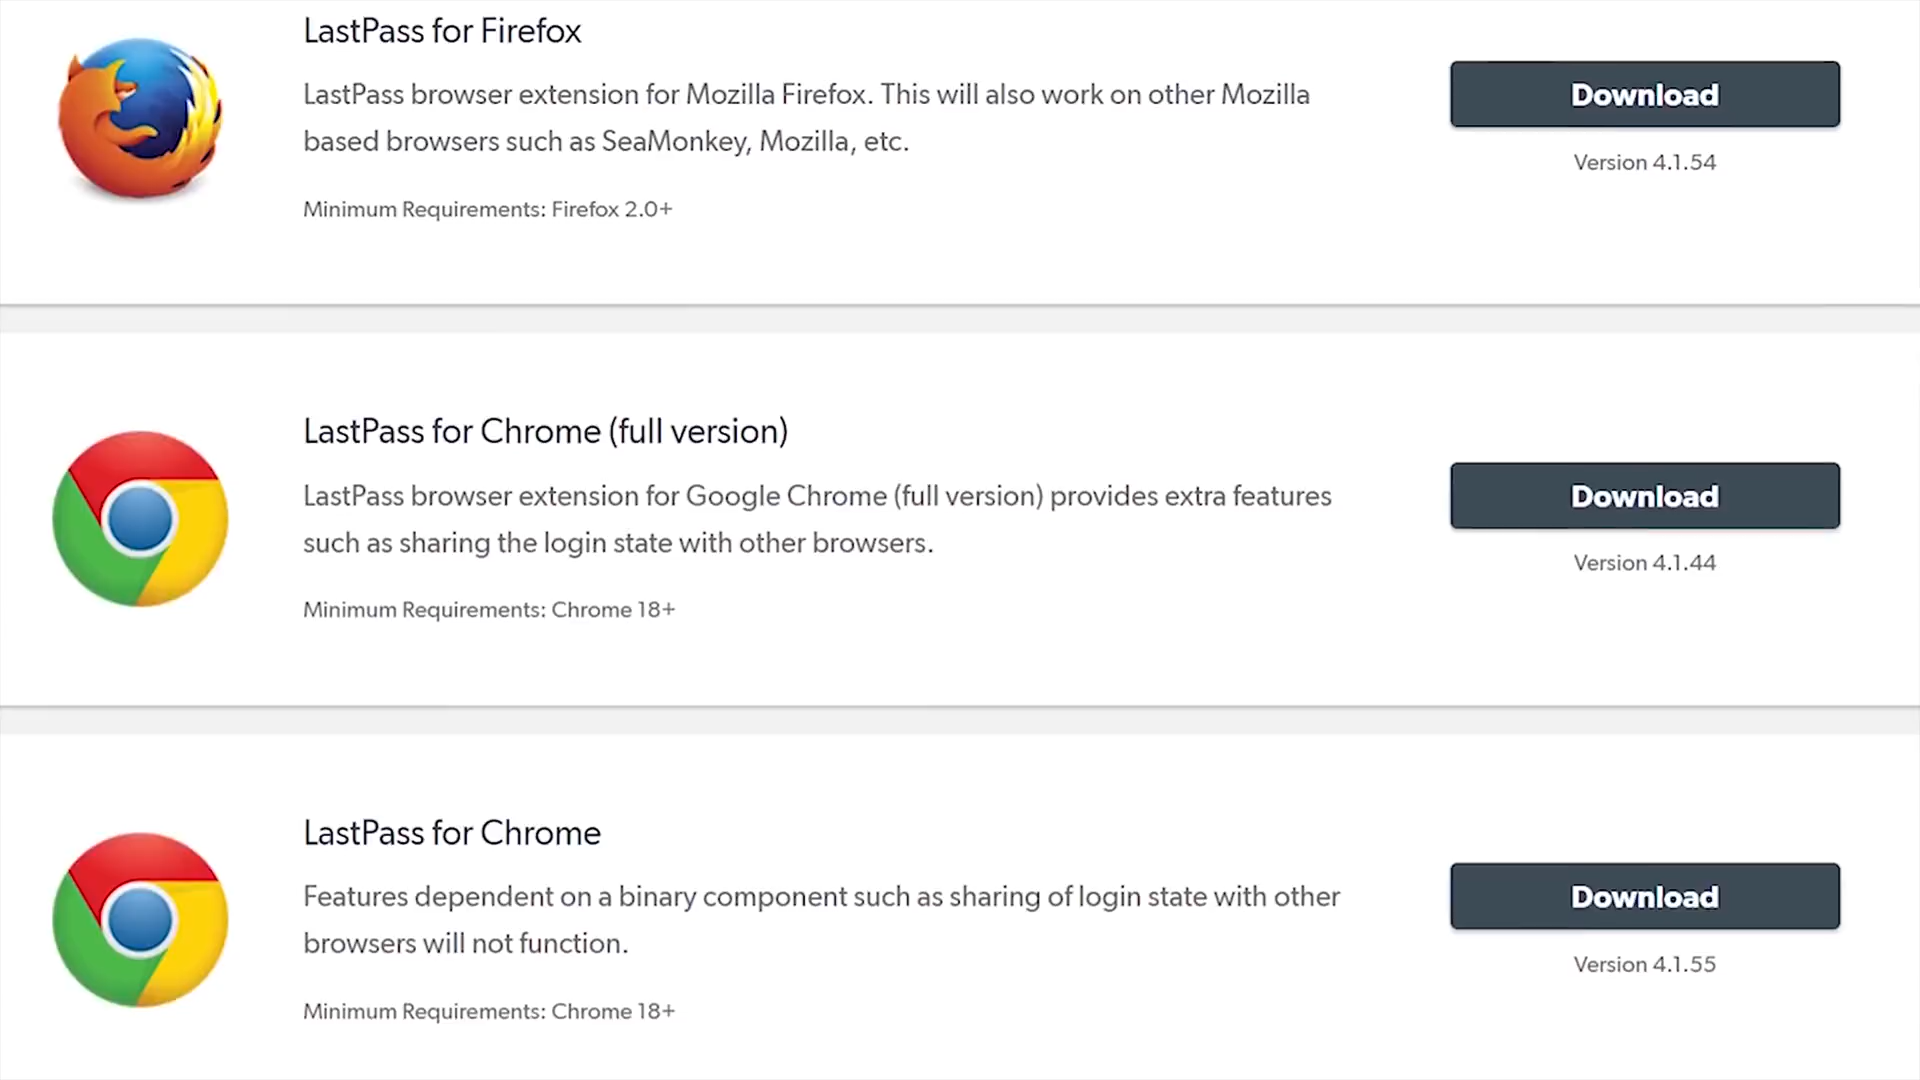 LastPass for Firefox
LastPass browser extension for Mozilla Firefox. This will also work on other Mozilla
based browsers such as SeaMonkey, Mozilla, etc.
Minimum Requirements: Firefox 2.0+
Download
Version 4.1.54
LastPass for Chrome (full version)
LastPass browser extension for Google Chrome (full version) provides extra features
such as sharing the login state with other browsers.
Minimum Requirements: Chrome 18+
Download
Version 4.1.44
LastPass for Chrome
Features dependent on a binary component such as sharing of login state with other
browsers will not function.
Minimum Requirements: Chrome 18+
Download
Version 4.1.55